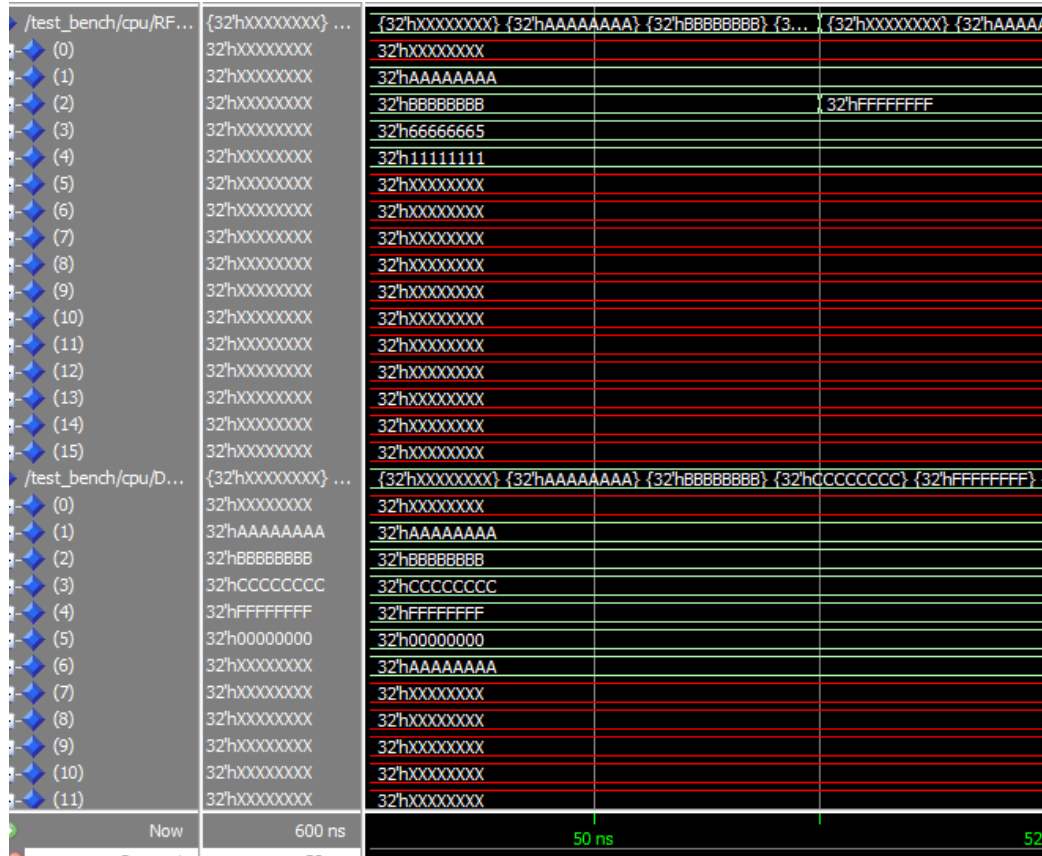 /test_bench/cpu/RF... {32'hXXXXXXXX} ... {32'hXXXXXXXX} {32'hAAAAAAAA} {32'hBBBBBBBB} {3... {32'hXXXXXXXX} {32'hAAAAA
(0) 32'hXXXXXXXX 32'hXXXXXXXX
(1) 32'hXXXXXXXX 32'hAAAAAAAA
(2) 32'hXXXXXXXX 32'hBBBBBBBB 32'hFFFFFFFF
(3) 32'hXXXXXXXX 32'h66666665
(4) 32'hXXXXXXXX 32'h11111111
(5) 32'hXXXXXXXX 32'hXXXXXXXX
(6) 32'hXXXXXXXX 32'hXXXXXXXX
(7) 32'hXXXXXXXX 32'hXXXXXXXX
(8) 32'hXXXXXXXX 32'hXXXXXXXX
(9) 32'hXXXXXXXX 32'hXXXXXXXX
(10) 32'hXXXXXXXX 32'hXXXXXXXX
(11) 32'hXXXXXXXX 32'hXXXXXXXX
(12) 32'hXXXXXXXX 32'hXXXXXXXX
(13) 32'hXXXXXXXX 32'hXXXXXXXX
(14) 32'hXXXXXXXX 32'hXXXXXXXX
(15) 32'hXXXXXXXX 32'hXXXXXXXX
/test_bench/cpu/D... {32'hXXXXXXXX} ... {32'hXXXXXXXX} {32'hAAAAAAAA} {32'hBBBBBBBB} {32'hCCCCCCCC} {32'hFFFFFFFF}
(0) 32'hXXXXXXXX 32'hXXXXXXXX
(1) 32'hAAAAAAAA 32'hAAAAAAAA
(2) 32'hBBBBBBBB 32'hBBBBBBBB
(3) 32'hCCCCCCCC 32'hCCCCCCCC
(4) 32'hFFFFFFFF 32'hFFFFFFFF
(5) 32'h00000000 32'h00000000
(6) 32'hXXXXXXXX 32'hAAAAAAAA
(7) 32'hXXXXXXXX 32'hXXXXXXXX
(8) 32'hXXXXXXXX 32'hXXXXXXXX
(9) 32'hXXXXXXXX 32'hXXXXXXXX
(10) 32'hXXXXXXXX 32'hXXXXXXXX
(11) 32'hXXXXXXXX 32'hXXXXXXXX
Now 600 ns 50 ns 52